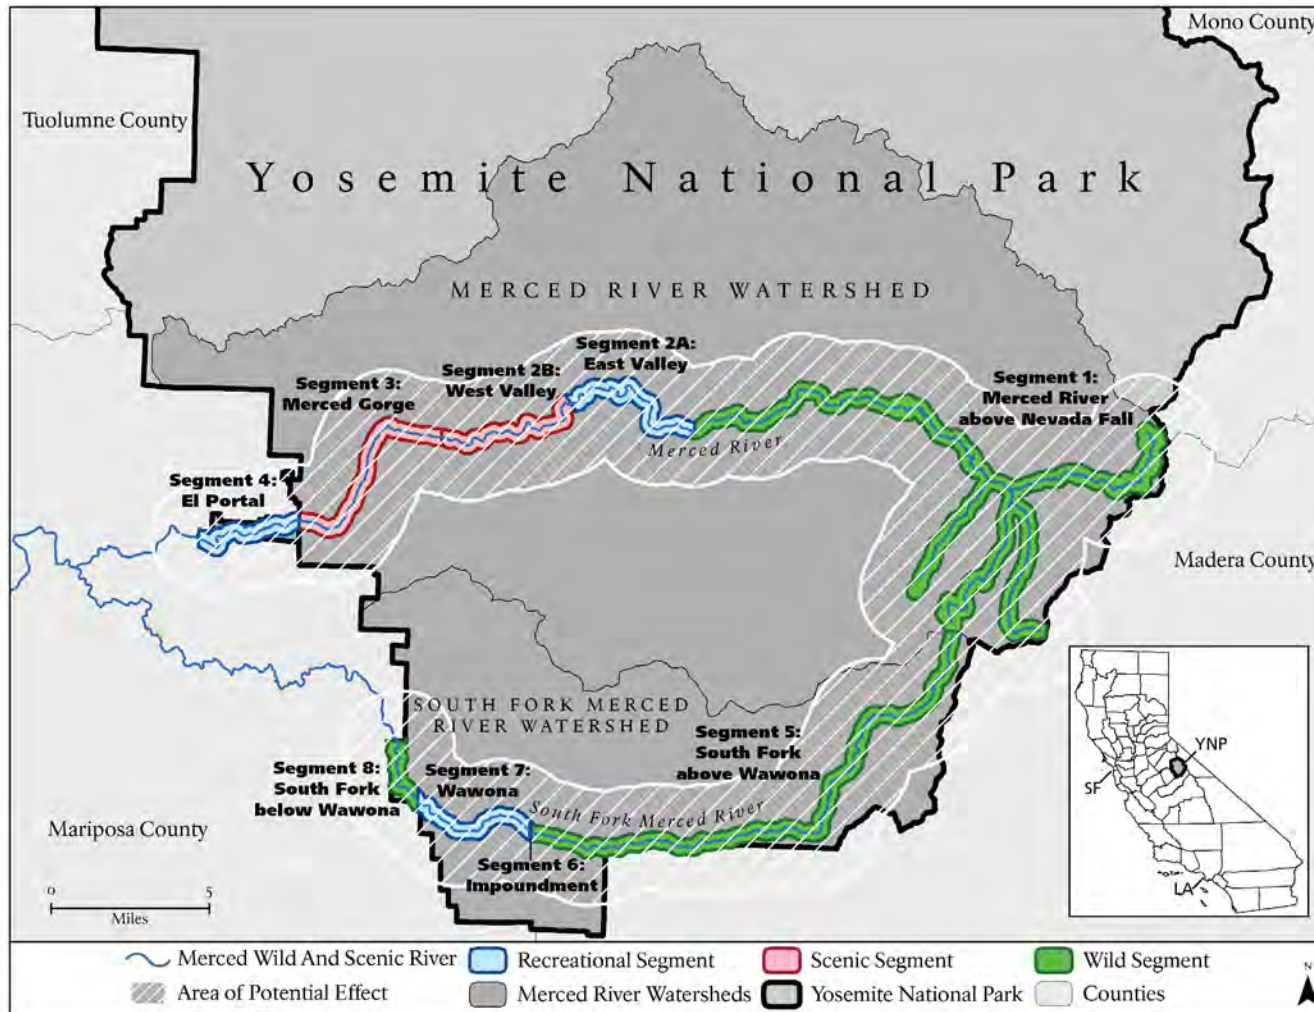 Mono County
Tuolumne County
Yosemite National Park
MERCED RIVER WATERSHED
Segment 2A:
East Valley
Segment 2B:
West Valley
Segment 3:
Merced Gorge
Segment 1:
Merced River
above Nevada Fall
Merced River
Segment 4:
El Portal
Madera County
SOUTH FORK MERCED
RIVER WATERSHED
Segment 5:
South Fork
above Wawona
Segment 8:
South Fork
below Wawona
Segment 7:
Wawona
South Fork Merced River
Mariposa County
Segment 6:
Impoundment
0 5
Miles
YNP
SF
LA
Merced Wild And Scenic River
Recreational Segment
Scenic Segment
Wild Segment
Area of Potential Effect
Merced River Watersheds
Yosemite National Park
Counties
N